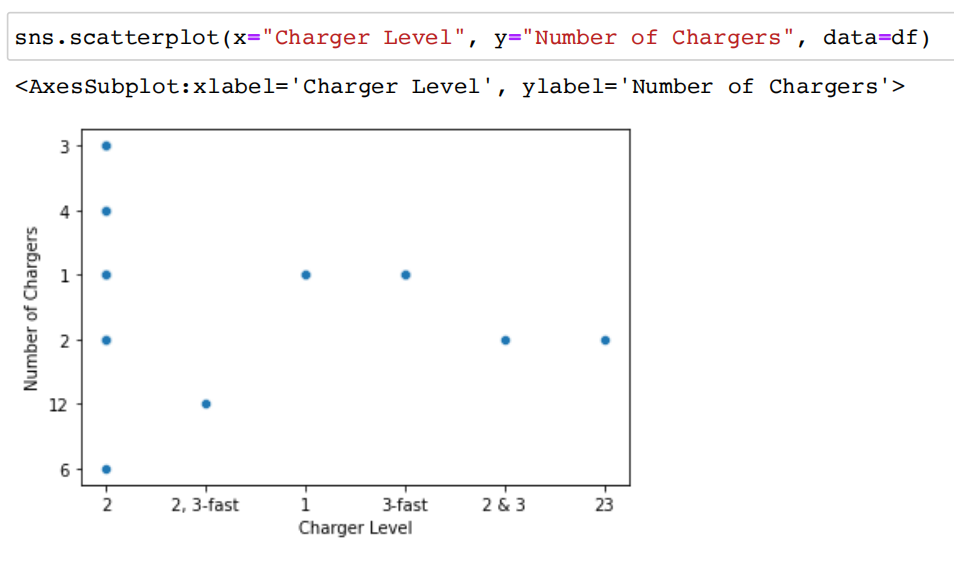 sns.scatterplot(x="Charger Level", y="Number of Chargers", data=df)
<AxesSubplot:xlabel='Charger Level', ylabel='Number of Chargers'>
Number of Chargers
3
4
1
2
12
6
2 2, 3-fast 1 3-fast 2 & 3 23
Charger Level